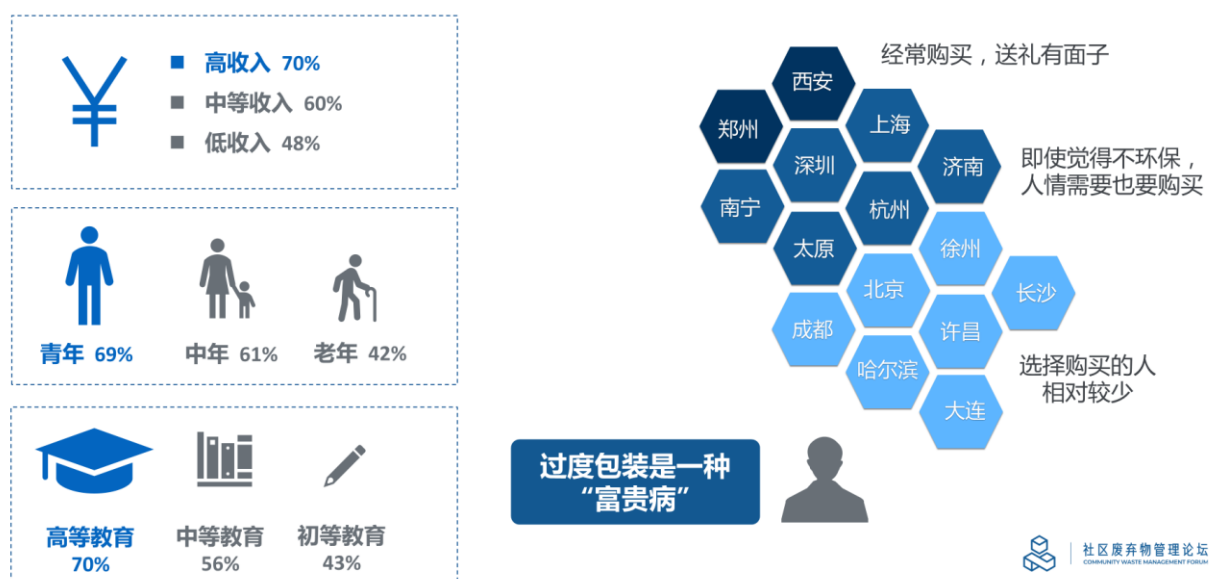 ¥
高收入 70%
中等收入 60%
低收入 48%
青年 69%
中年 61%
老年 42%
高等教育
70%
中等教育
56%
初等教育
43%
经常购买，送礼有面子
西安
郑州
上海
深圳
济南
南宁
杭州
太原
即使觉得不环保，
人情需要也要购买
徐州
北京
长沙
成都
许昌
哈尔滨
大连
选择购买的人
相对较少
过度包装是一种
“富贵病”
社区废弃物管理论坛
COMMUNITY WASTE MANAGEMENT FORUM